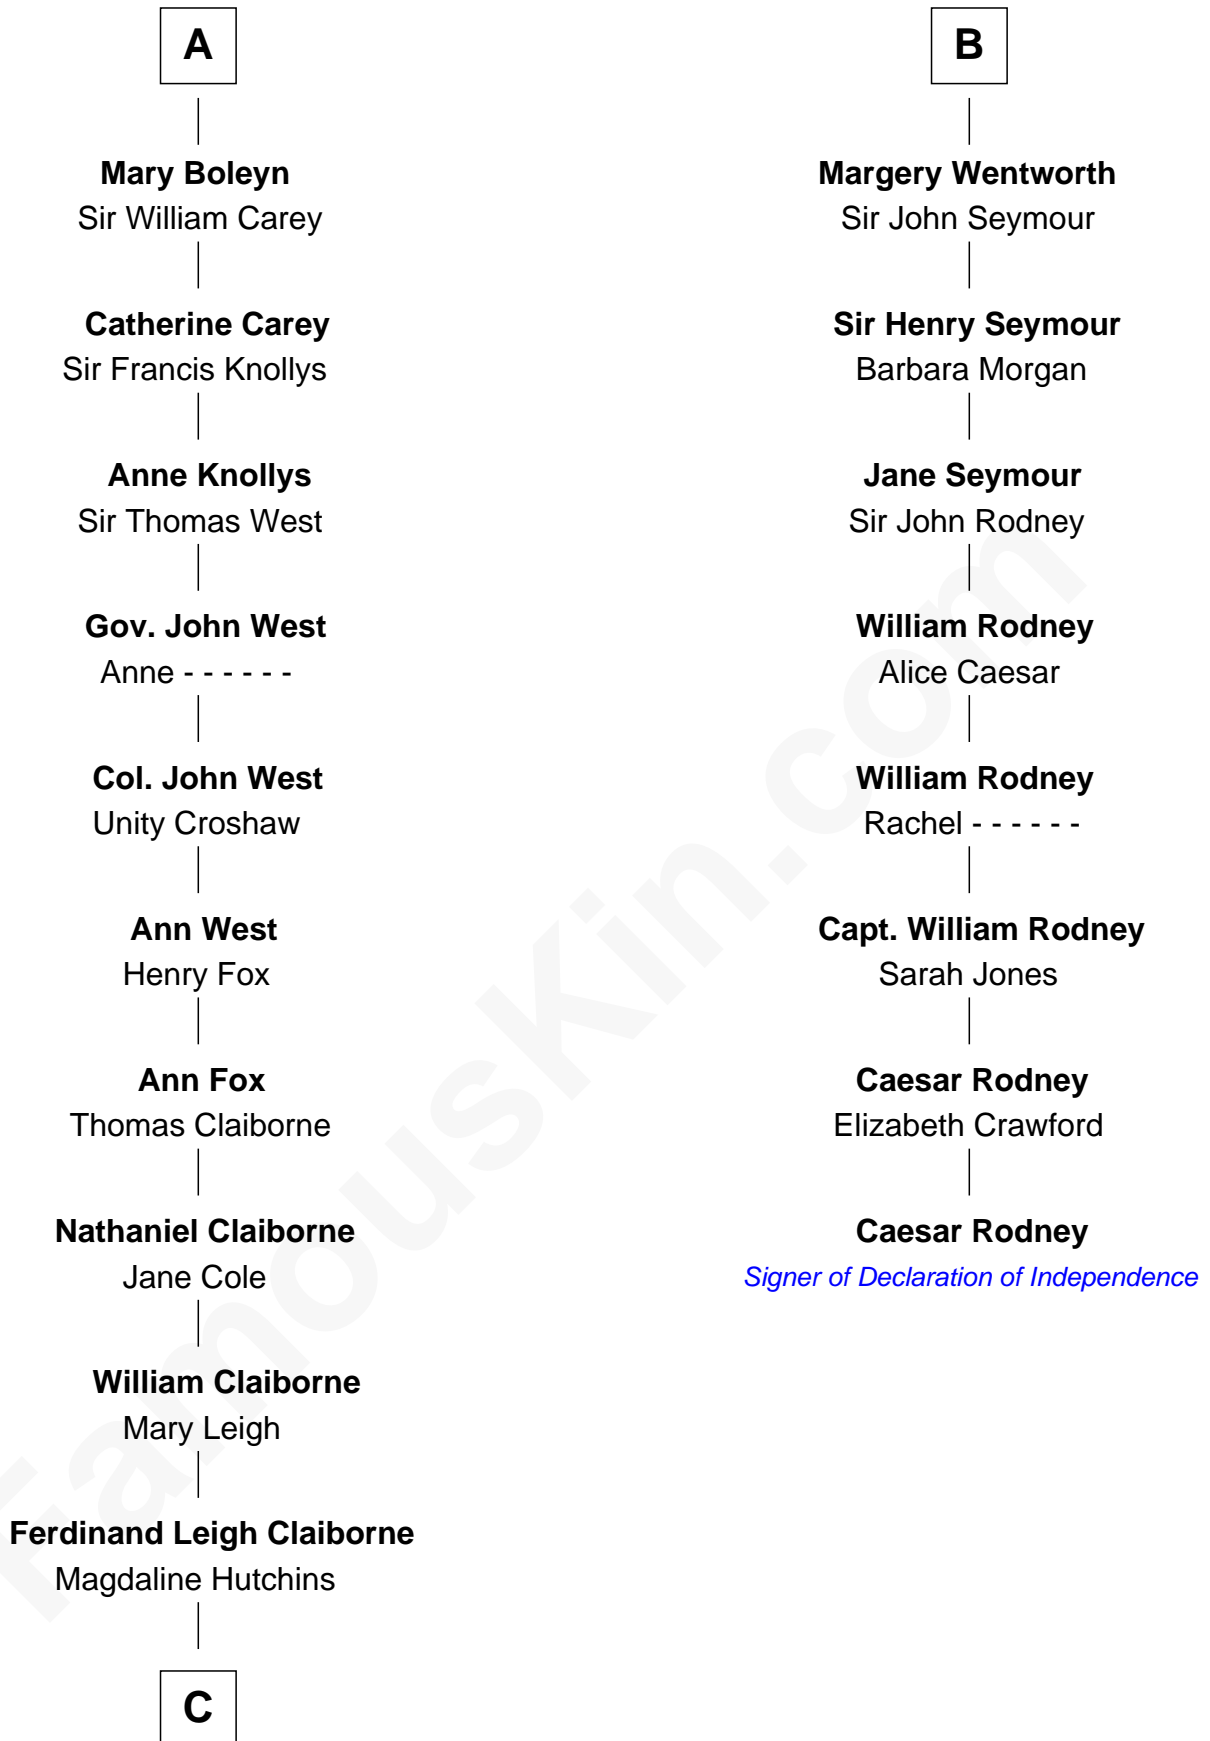 A
Mary Boleyn
Sir William Carey
Catherine Carey
Sir Francis Knollys
Anne Knollys
Sir Thomas West
Gov. John West
Anne - - - - - -
Col. John West
Unity Croshaw
Ann West
Henry Fox
Ann Fox
Thomas Claiborne
Nathaniel Claiborne
Jane Cole
William Claiborne
Mary Leigh
Ferdinand Leigh Claiborne
Magdaline Hutchins
C
B
Margery Wentworth
Sir John Seymour
Sir Henry Seymour
Barbara Morgan
Jane Seymour
Sir John Rodney
William Rodney
Alice Caesar
William Rodney
Rachel - - - - - -
Capt. William Rodney
Sarah Jones
Caesar Rodney
Elizabeth Crawford
Caesar Rodney
Signer of Declaration of Independence
FamousKin.com